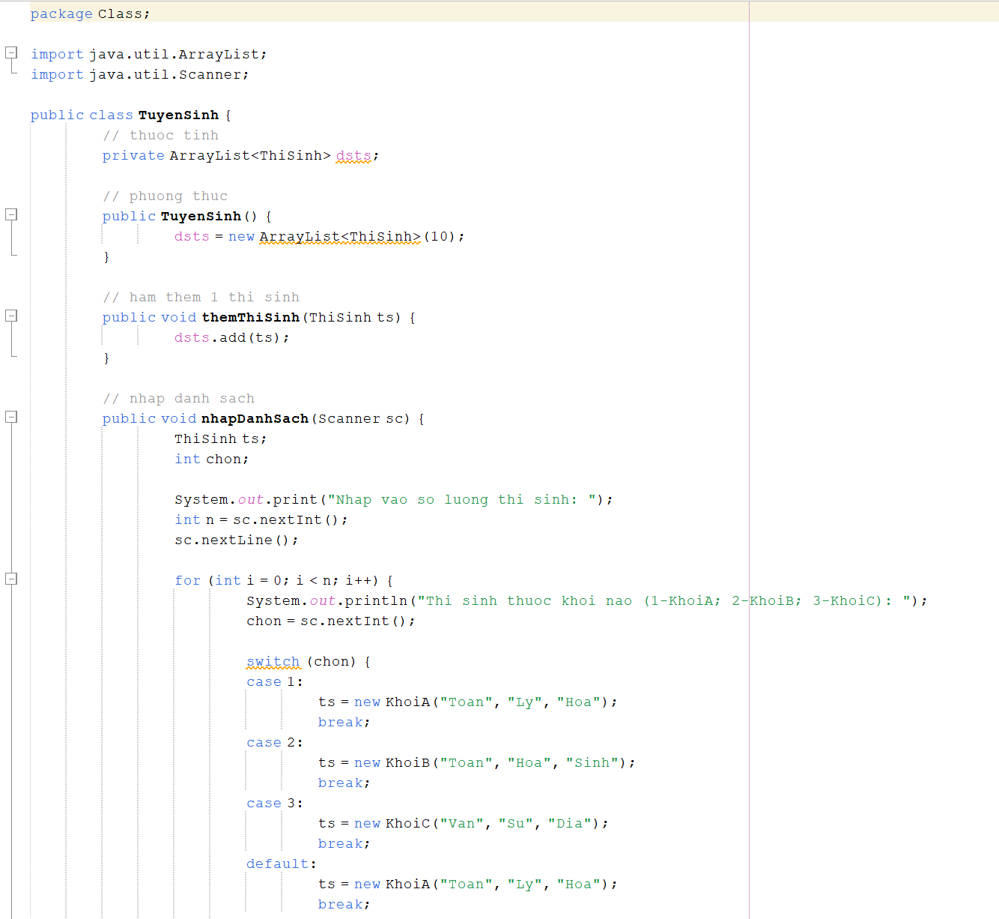 package Class;
import java.util.ArrayList;
import java.util.Scanner;
public class TuyenSinh {
// thuoc tinh
private ArrayList<ThiSinh> dsts;
// phuong thuc
public TuyenSinh() {
dsts = new ArrayList<ThiSinh>(10);
}
// ham them 1 thi sinh
public void themThiSinh(ThiSinh ts) {
dsts.add(ts);
}
// nhap danh sach
public void nhapDanhSach(Scanner sc) {
ThiSinh ts;
int chon;
System.out.print("Nhap vao so luong thi sinh: ");
int n = sc.nextInt();
sc.nextLine();
for (int i = 0; i < n; i++) {
System.out.println("Thi sinh thuoc khoi nao (1-KhoiA; 2-KhoiB; 3-KhoiC): ");
chon = sc.nextInt();
switch (chon) {
case 1:
ts = new KhoiA("Toan", "Ly", "Hoa");
break;
case 2:
ts = new KhoiB("Toan", "Hoa", "Sinh");
break;
case 3:
ts = new KhoiC("Van", "Su", "Dia");
break;
default:
ts = new KhoiA("Toan", "Ly", "Hoa");
break;